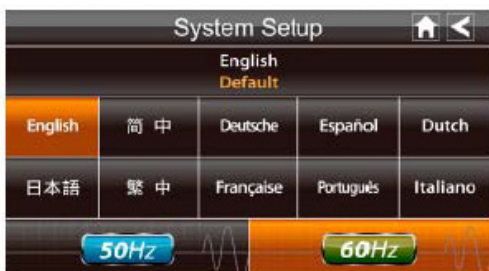 System Setup
English
Default
English 简 中 Deutsche Español Dutch
日本語 繁 中 Française Português Italiano
50Hz 60Hz